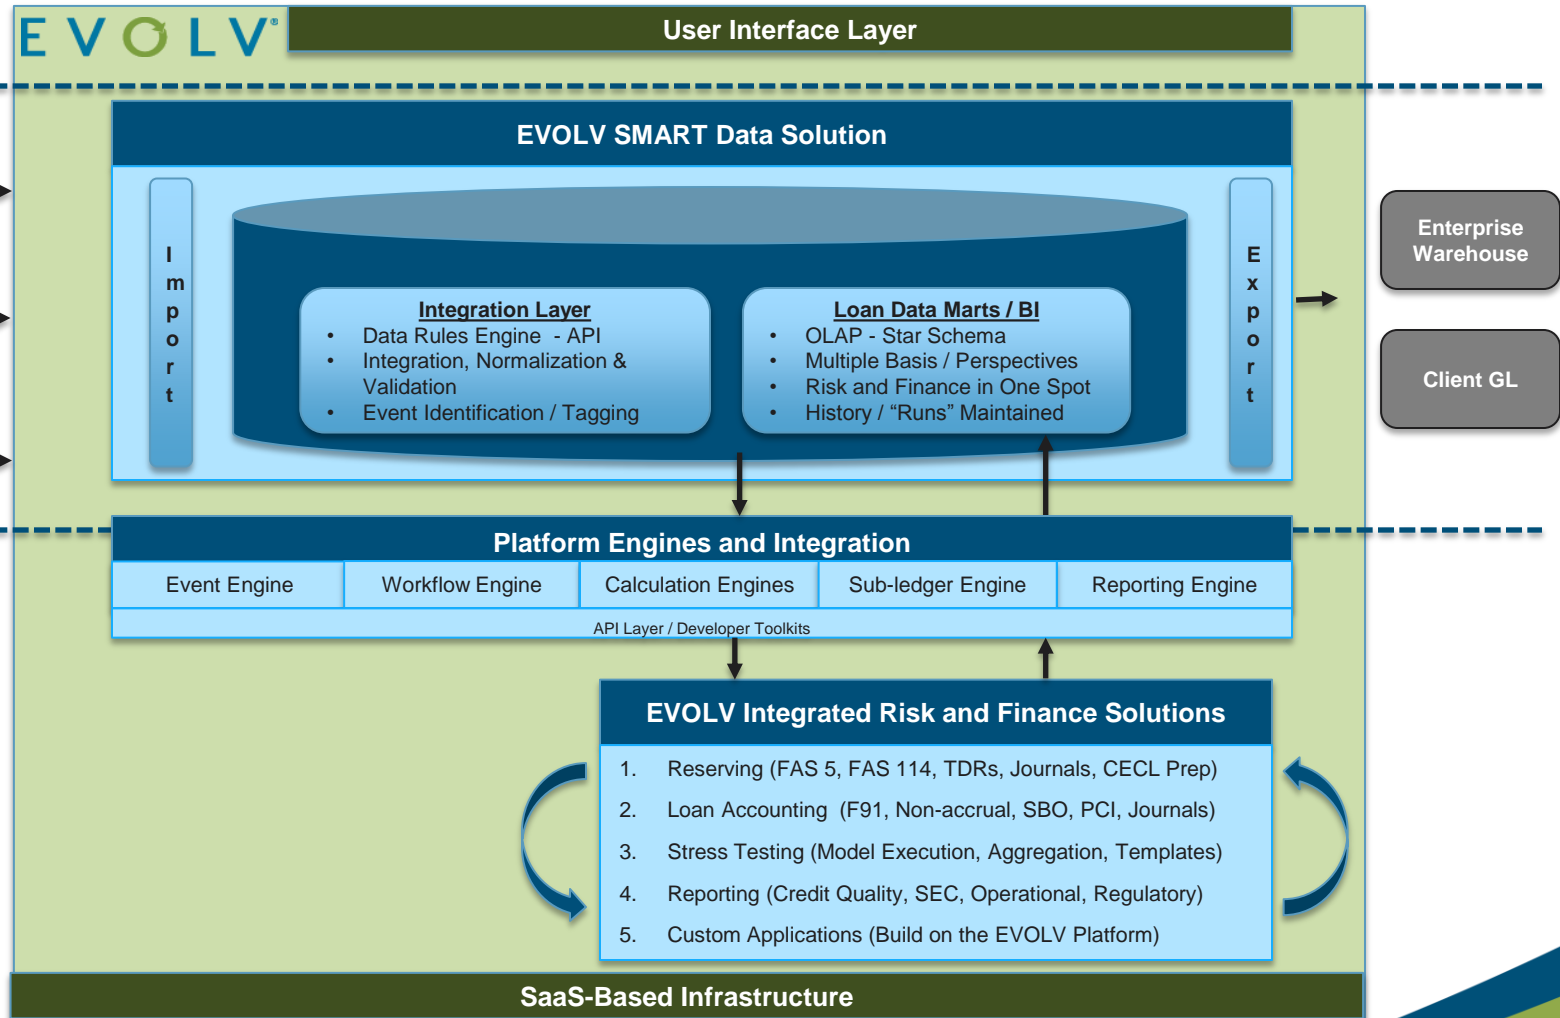 EVOLV®
User Interface Layer
EVOLV SMART Data Solution
Import
Integration Layer
• Data Rules Engine - API
• Integration, Normalization &
Validation
• Event Identification / Tagging
Loan Data Marts / BI
• OLAP - Star Schema
• Multiple Basis / Perspectives
• Risk and Finance in One Spot
• History / “Runs” Maintained
Export
Enterprise
Warehouse
Client GL
Platform Engines and Integration
Event Engine
Workflow Engine
Calculation Engines
Sub-ledger Engine
Reporting Engine
API Layer / Developer Toolkits
EVOLV Integrated Risk and Finance Solutions
1. Reserving (FAS 5, FAS 114, TDRs, Journals, CECL Prep)
2. Loan Accounting (F91, Non-accrual, SBO, PCI, Journals)
3. Stress Testing (Model Execution, Aggregation, Templates)
4. Reporting (Credit Quality, SEC, Operational, Regulatory)
5. Custom Applications (Build on the EVOLV Platform)
SaaS-Based Infrastructure